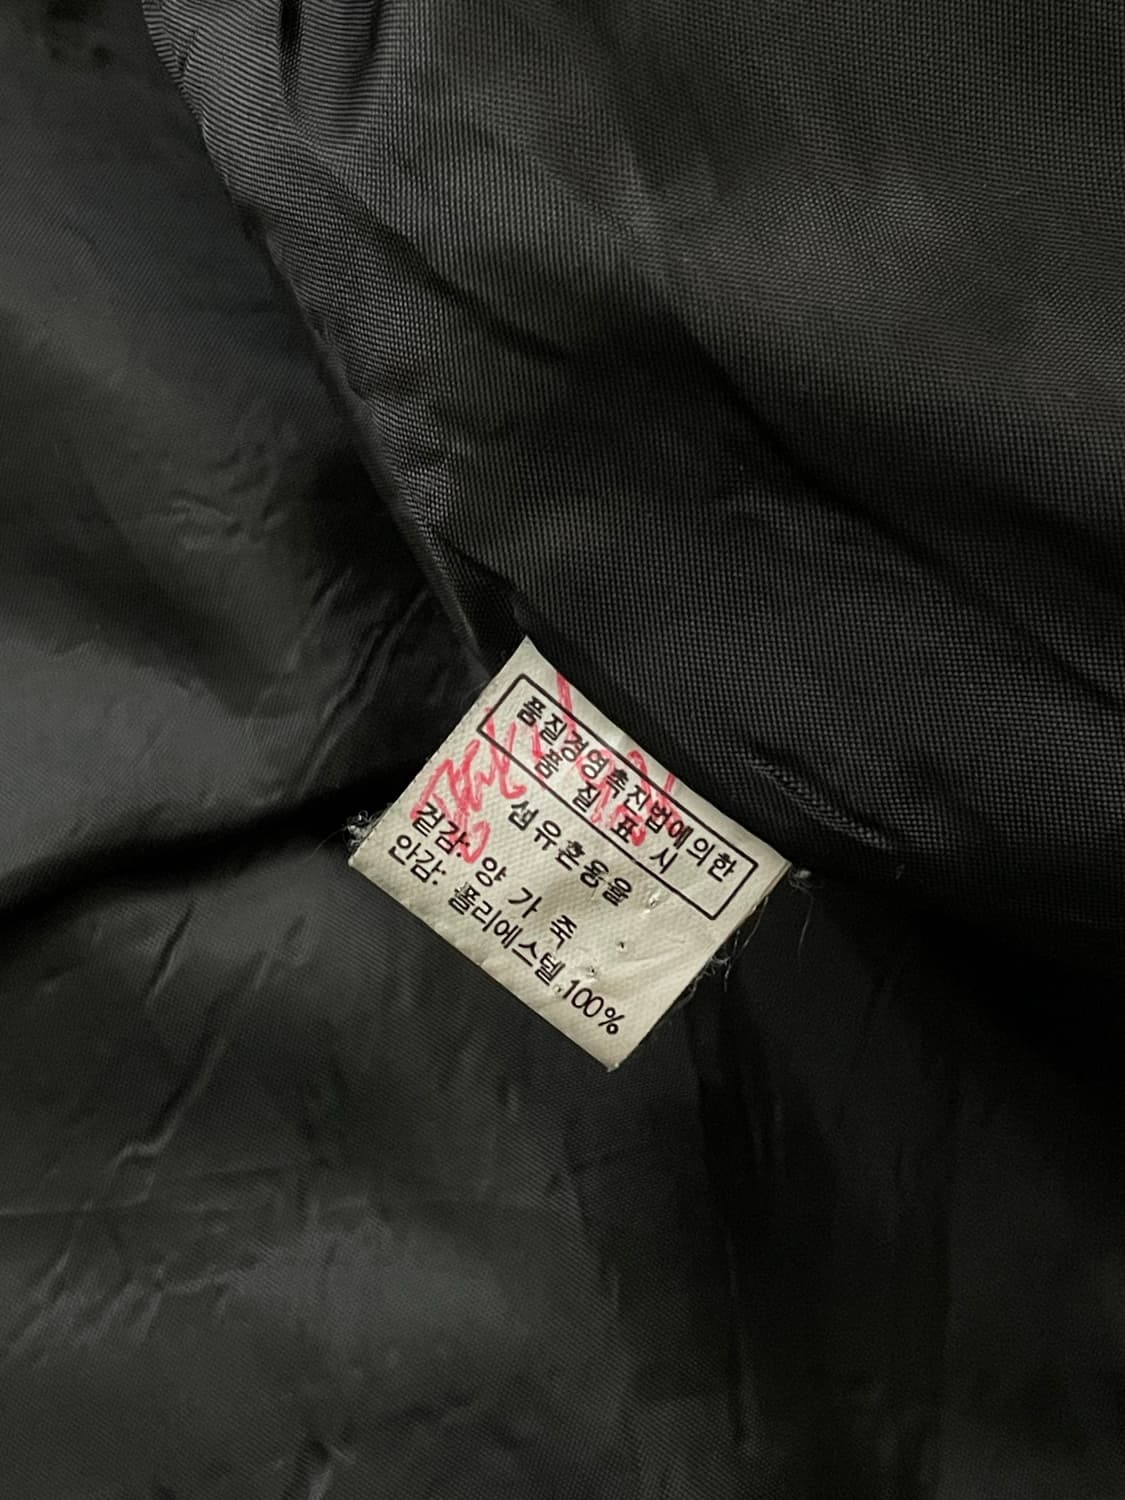 품질경영촉진법에의한
품 질 표 시
섬유혼용율
겉감: 양 가 죽
안감: 폴리에스텔 100%